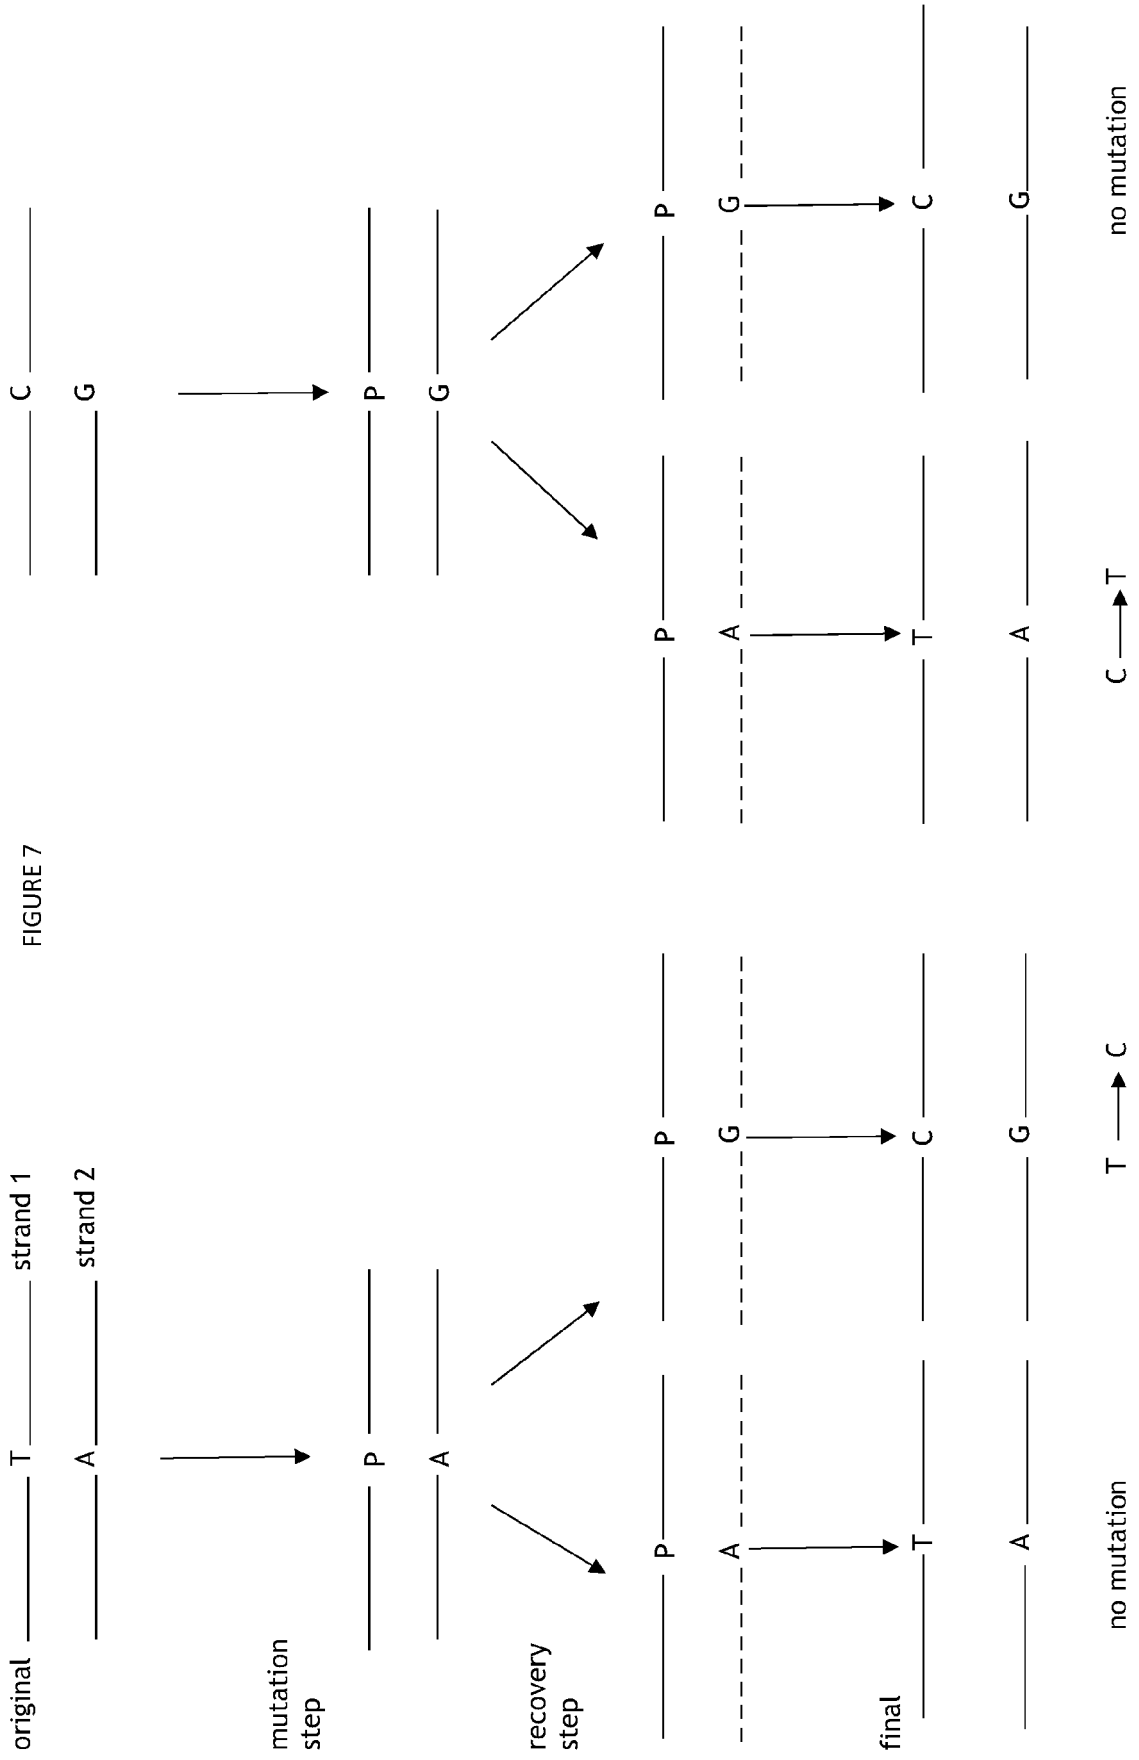 FIGURE 7
original T strand 1 C
A strand 2 G
mutation
step
P P
A G
recovery
step
P P P P
A G A G
final T C T C
A G A G
no mutation T C C T no mutation